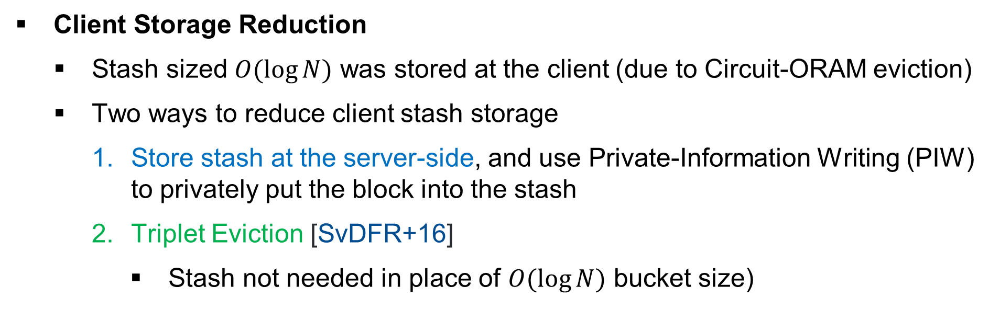 ▪ Client Storage Reduction
▪ Stash sized O(log N) was stored at the client (due to Circuit-ORAM eviction)
▪ Two ways to reduce client stash storage
1. Store stash at the server-side, and use Private-Information Writing (PIW)
to privately put the block into the stash
2. Triplet Eviction [SvDFR+16]
▪ Stash not needed in place of O(log N) bucket size)